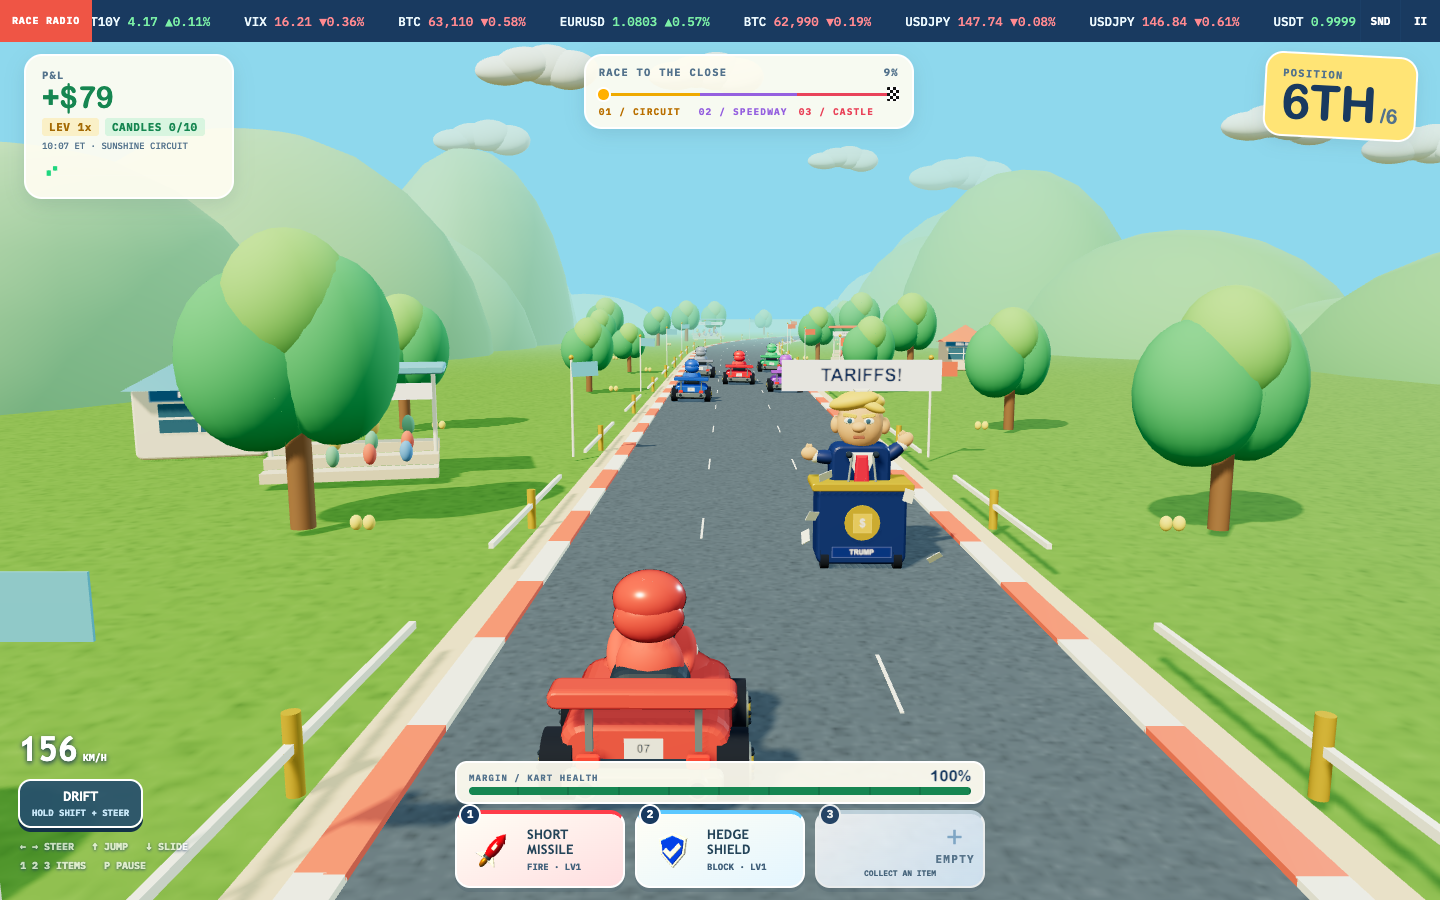 RACE RADIO T10Y 4.17 ▲0.11% VIX 16.21 ▼0.36% BTC 63,110 ▼0.58% EURUSD 1.0803 ▲0.57% BTC 62,990 ▼0.19% USDJPY 147.74 ▼0.08% USDJPY 146.84 ▼0.61% USDT 0.9999 SND II
P&L
+$79
LEV 1x CANDLES 0/10
10:07 ET · SUNSHINE CIRCUIT
RACE TO THE CLOSE 9%
01 / CIRCUIT 02 / SPEEDWAY 03 / CASTLE
POSITION
6TH /6
TARIFFS!
$
TRUMP
07
156 KM/H
DRIFT
HOLD SHIFT + STEER
← → STEER ↑ JUMP ↓ SLIDE
1 2 3 ITEMS P PAUSE
MARGIN / KART HEALTH 100%
1
SHORT
MISSILE
FIRE · LV1
2
HEDGE
SHIELD
BLOCK · LV1
3
+
EMPTY
COLLECT AN ITEM